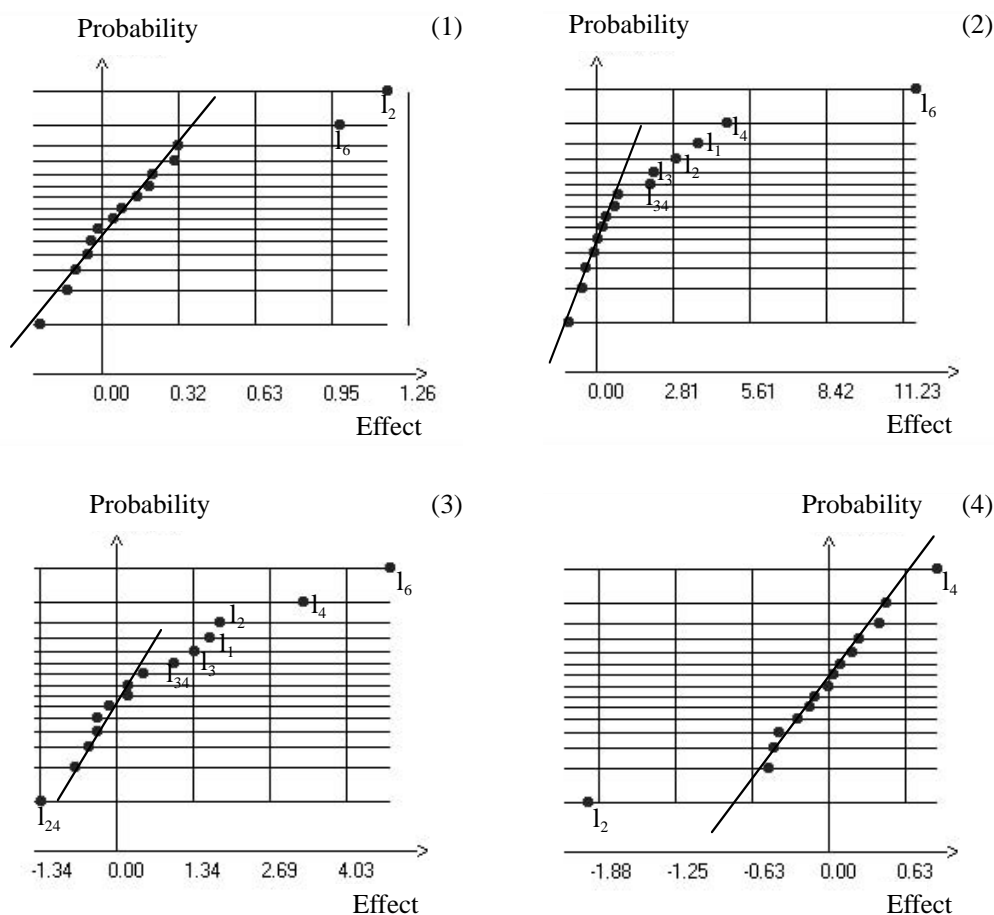 Probability (1)
l2
l6
0.00 0.32 0.63 0.95 1.26
Effect
Probability (2)
l6
l4
l1
l2
l3
l34
0.00 2.81 5.61 8.42 11.23
Effect
Probability (3)
l6
l4
l2
l1
l3
l34
l24
-1.34 0.00 1.34 2.69 4.03
Effect
Probability (4)
l4
l2
-1.88 -1.25 -0.63 0.00 0.63
Effect